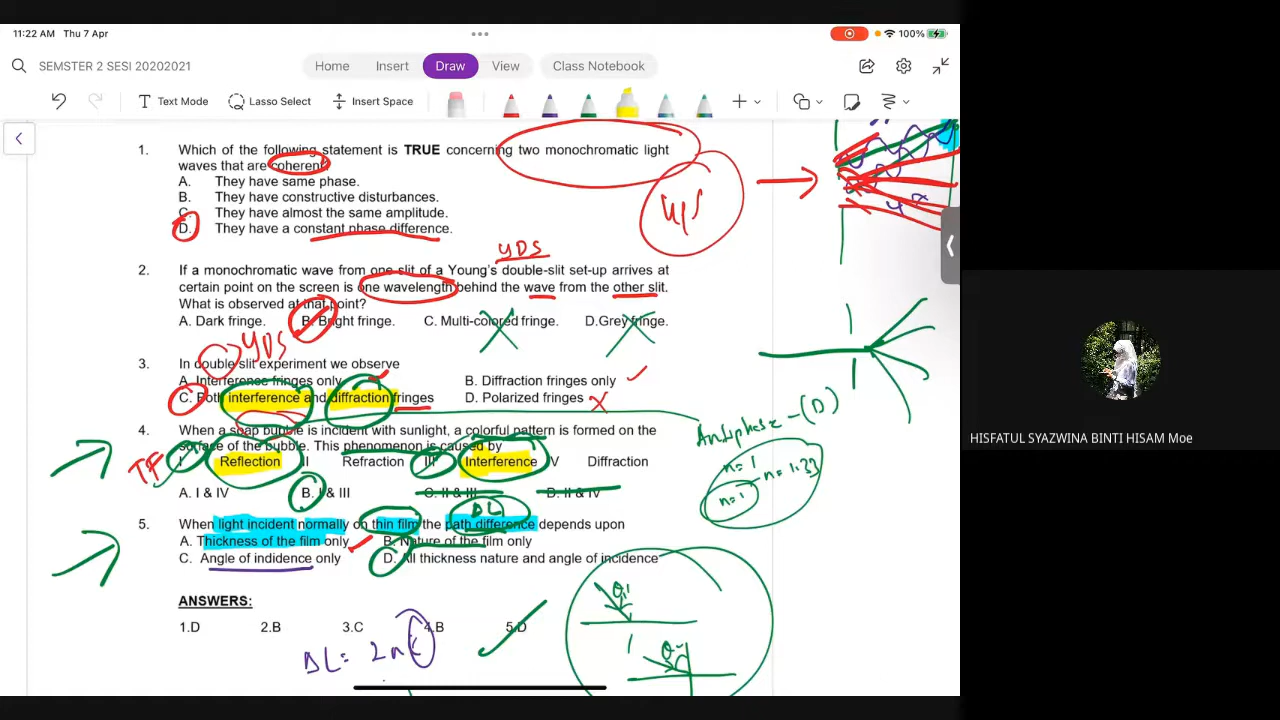 11:22 AM Thu 7 Apr
100%
SEMSTER 2 SESI 20202021
Home Insert Draw View Class Notebook
Text Mode Lasso Select Insert Space
1. Which of the following statement is TRUE concerning two monochromatic light
waves that are coherent
A. They have same phase.
B. They have constructive disturbances.
C. They have almost the same amplitude.
D. They have a constant phase difference.
YDS
2. If a monochromatic wave from one slit of a Young's double-slit set-up arrives at
certain point on the screen is one wavelength behind the wave from the other slit.
What is observed at that point?
A. Dark fringe. B. Bright fringe. C. Multi-colored fringe. D.Grey fringe.
YDS
3. In double slit experiment we observe
A. Interference fringes only B. Diffraction fringes only
C. Both interference and diffraction fringes D. Polarized fringes
Antiphase - (D)
4. When a soap bubble is incident with sunlight, a colorful pattern is formed on the
surface of the bubble. This phenomenon is caused by
TF I Reflection II Refraction III Interference V Diffraction
n=1
n=1 n=1.33
A. I & IV B. I & III C. II & III D. II & IV
ΔL
5. When light incident normally on thin film the path difference depends upon
A. Thickness of the film only B. Nature of the film only
C. Angle of indidence only D. All thickness nature and angle of incidence
ANSWERS:
1.D 2.B 3.C 4.B 5.D
ΔL = 2nt
HISFATUL SYAZWINA BINTI HISAM Moe